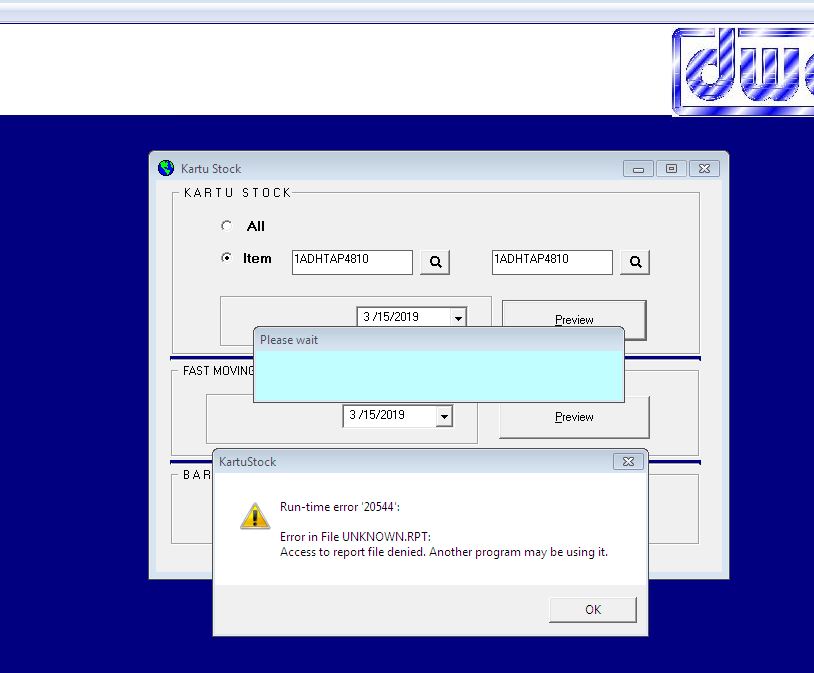 Kartu Stock
KARTU STOCK
All
Item 1ADHTAP4810 1ADHTAP4810
3 /15/2019 Preview
Please wait
FAST MOVING
3 /15/2019 Preview
KartuStock
BAR
Run-time error '20544':
Error in File UNKNOWN.RPT:
Access to report file denied. Another program may be using it.
OK